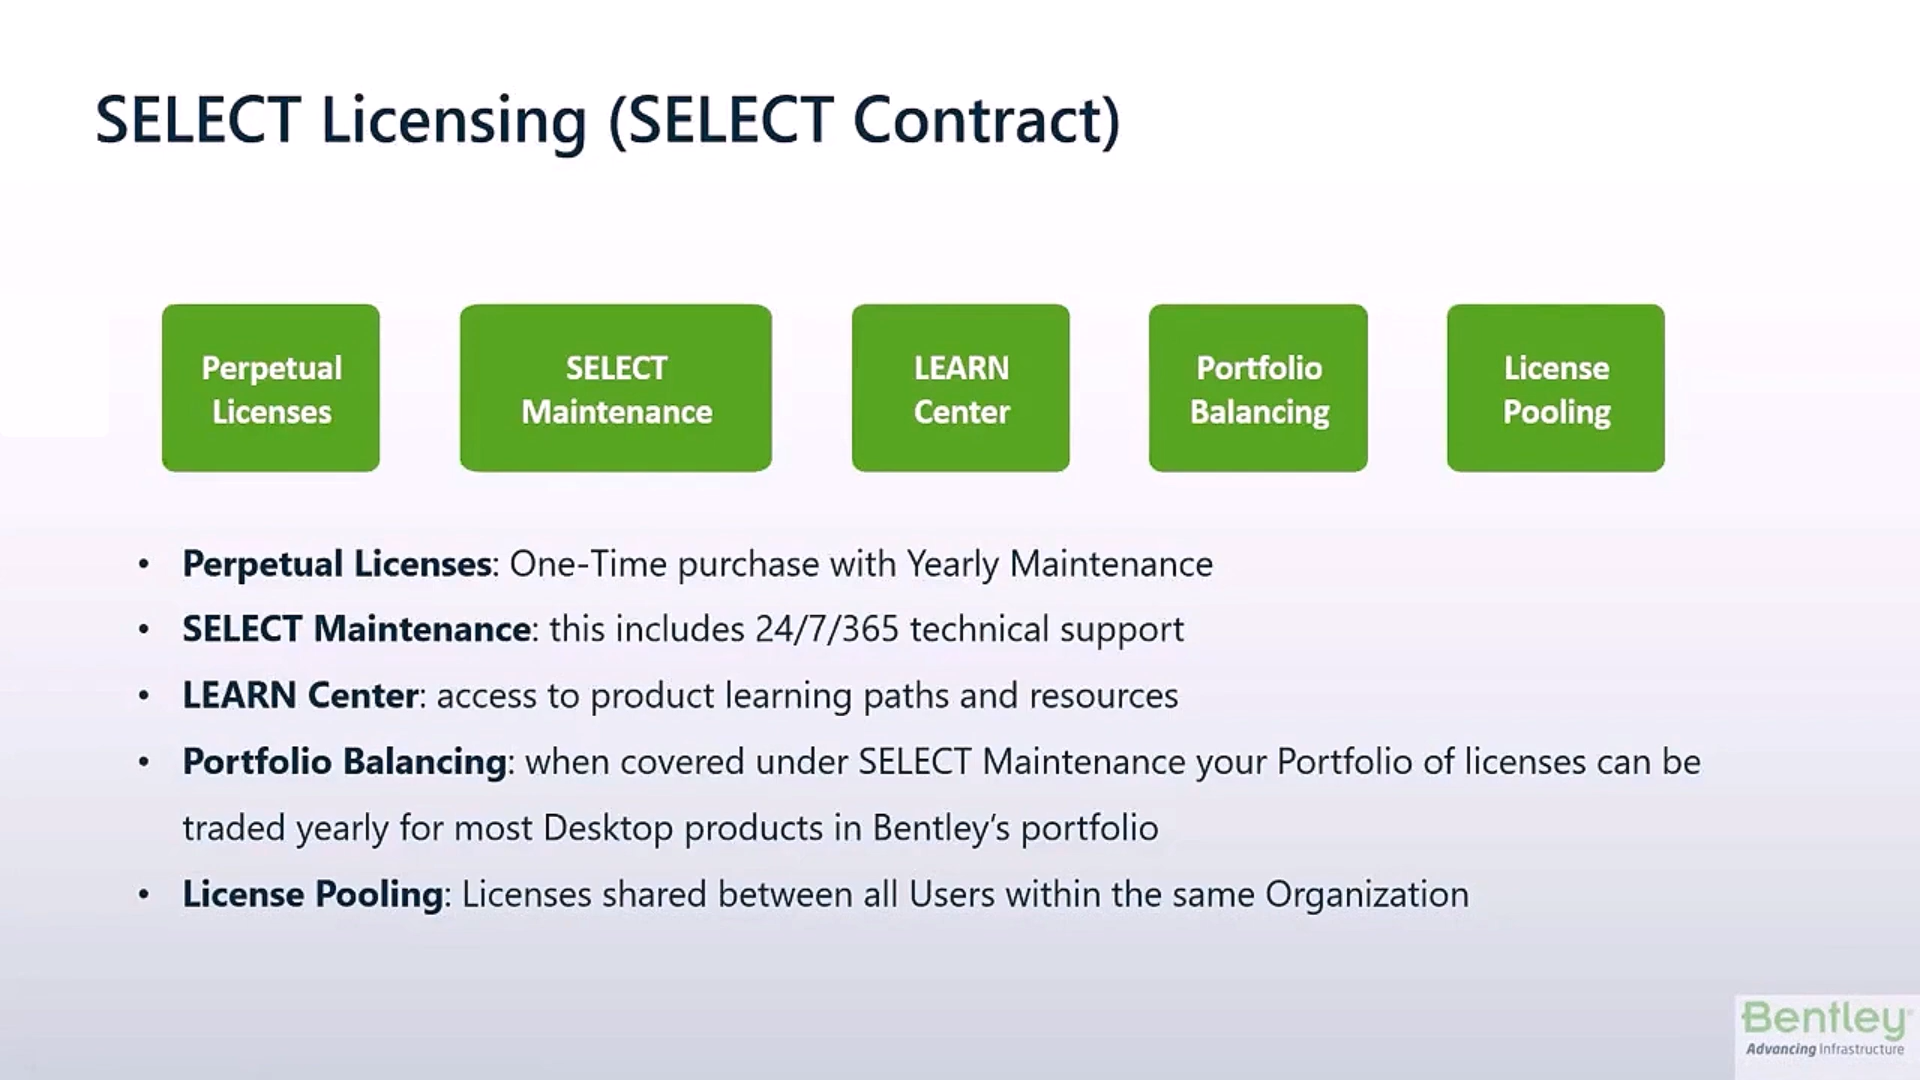 SELECT Licensing (SELECT Contract)
Perpetual
Licenses
SELECT
Maintenance
LEARN
Center
Portfolio
Balancing
License
Pooling
• Perpetual Licenses: One-Time purchase with Yearly Maintenance
• SELECT Maintenance: this includes 24/7/365 technical support
• LEARN Center: access to product learning paths and resources
• Portfolio Balancing: when covered under SELECT Maintenance your Portfolio of licenses can be
traded yearly for most Desktop products in Bentley’s portfolio
• License Pooling: Licenses shared between all Users within the same Organization
Bentley®
Advancing Infrastructure